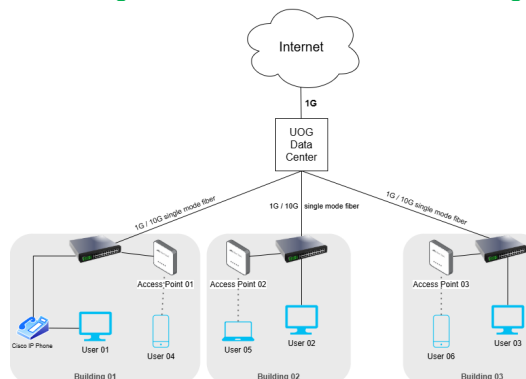 Internet
1G
UOG
Data
Center
1G / 10G single mode fiber
1G / 10G single mode fiber
1G / 10G single mode fiber
Access Point 01
Access Point 02
Access Point 03
Cisco IP Phone
User 01
User 04
User 05
User 02
User 06
User 03
Building 01
Building 02
Building 03